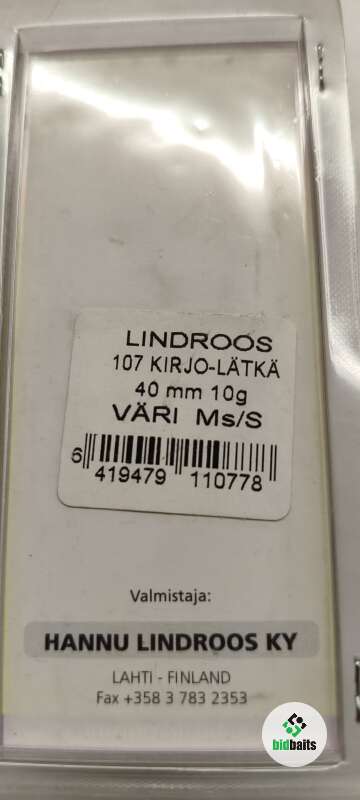 LINDROOS
107 KIRJO-LÄTKÄ
40 mm 10g
VÄRI Ms/S
6 419479 110778
Valmistaja:
HANNU LINDROOS KY
LAHTI - FINLAND
Fax +358 3 783 2353
bidbaits